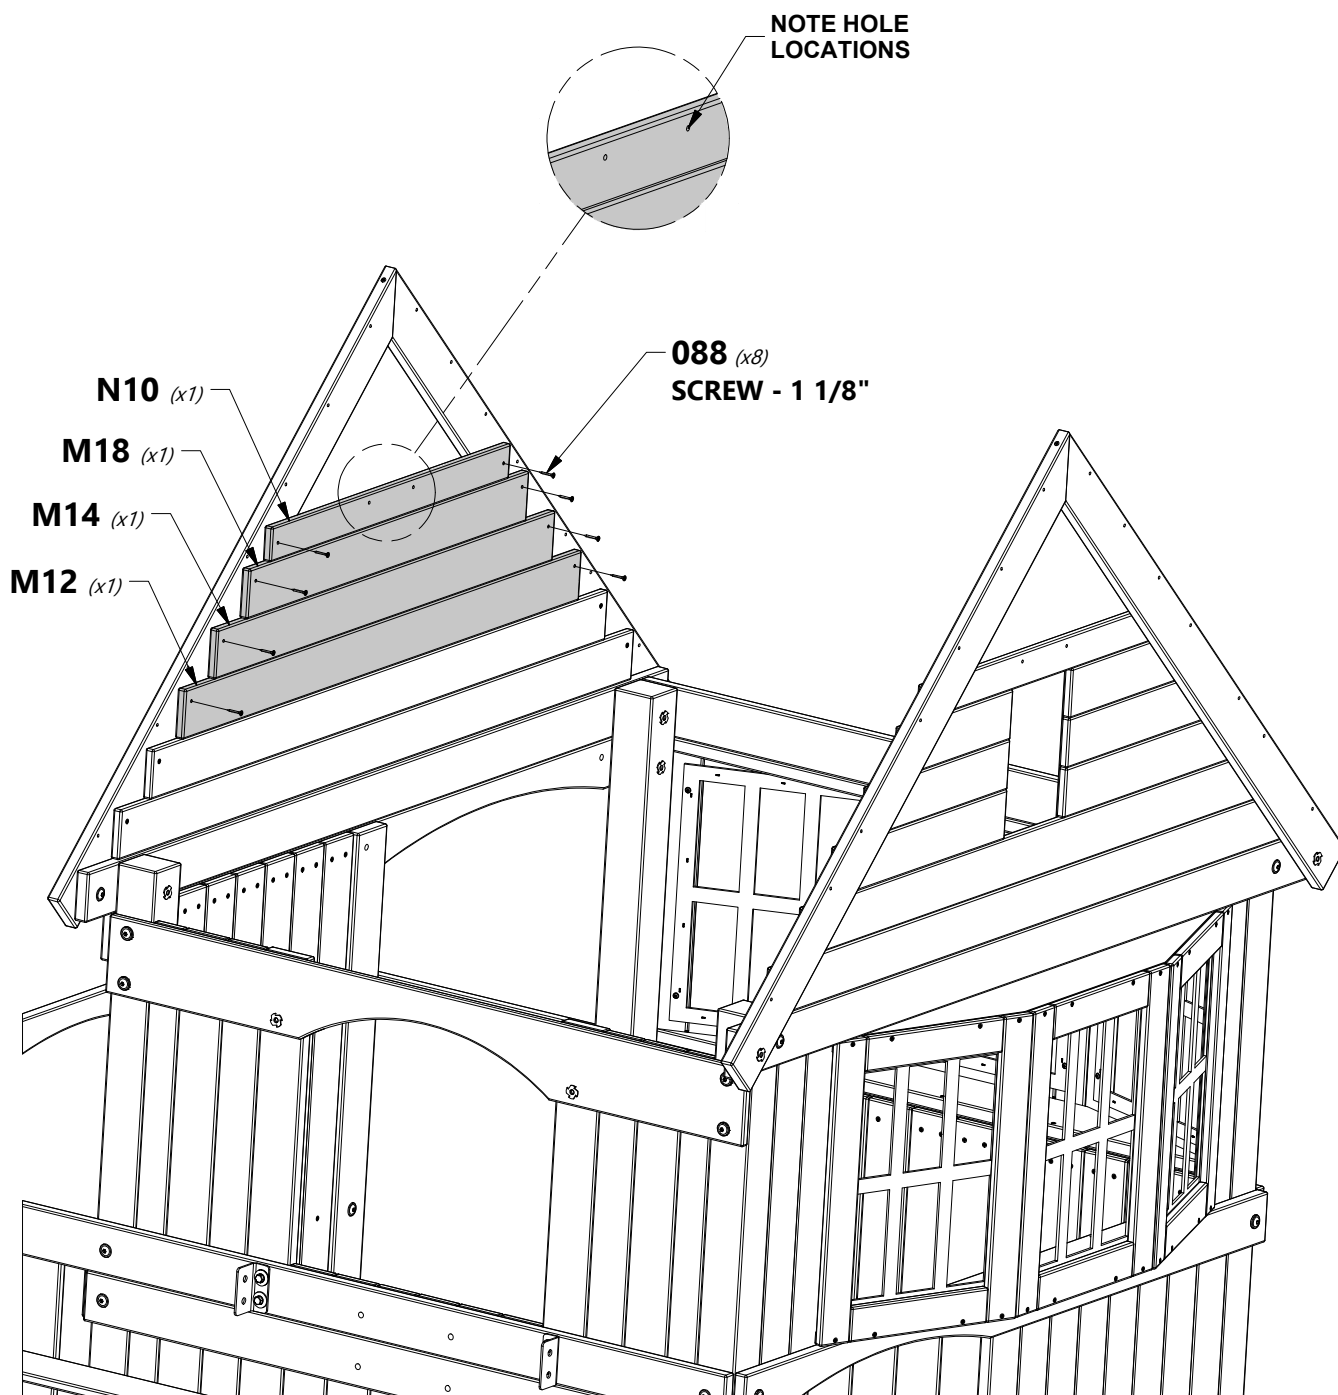 NOTE HOLE
LOCATIONS
088 (x8)
SCREW - 1 1/8"
N10 (x1)
M18 (x1)
M14 (x1)
M12 (x1)